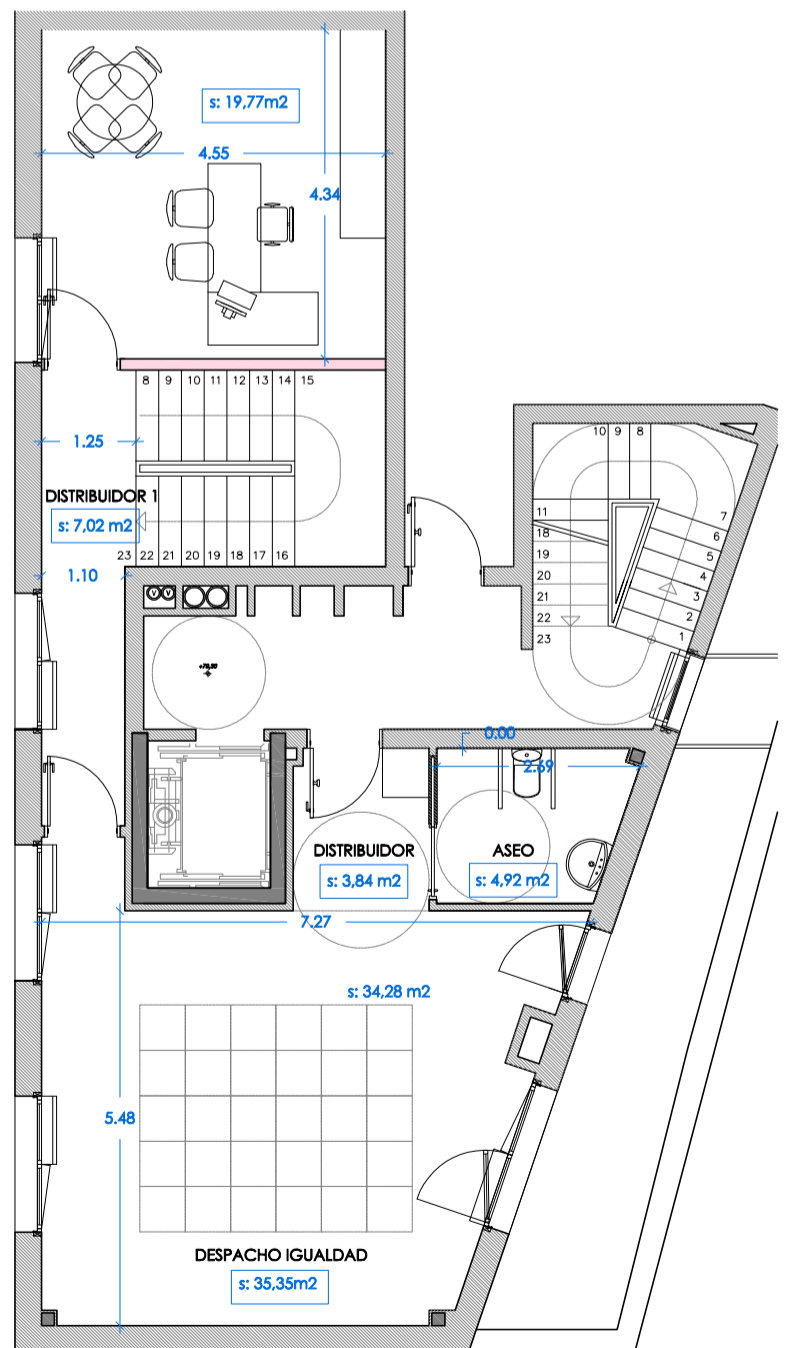 s: 19,77m2
4.55
4.34
8 9 10 11 12 13 14 15
1.25
DISTRIBUIDOR 1
s: 7,02 m2
23 22 21 20 19 18 17 16
1.10
10 9 8
11
18
19
20
21
22
23
7
6
5
4
3
2
1
V V
0.00
2.69
DISTRIBUIDOR
s: 3,84 m2
ASEO
s: 4,92 m2
7.27
s: 34,28 m2
5.48
DESPACHO IGUALDAD
s: 35,35m2